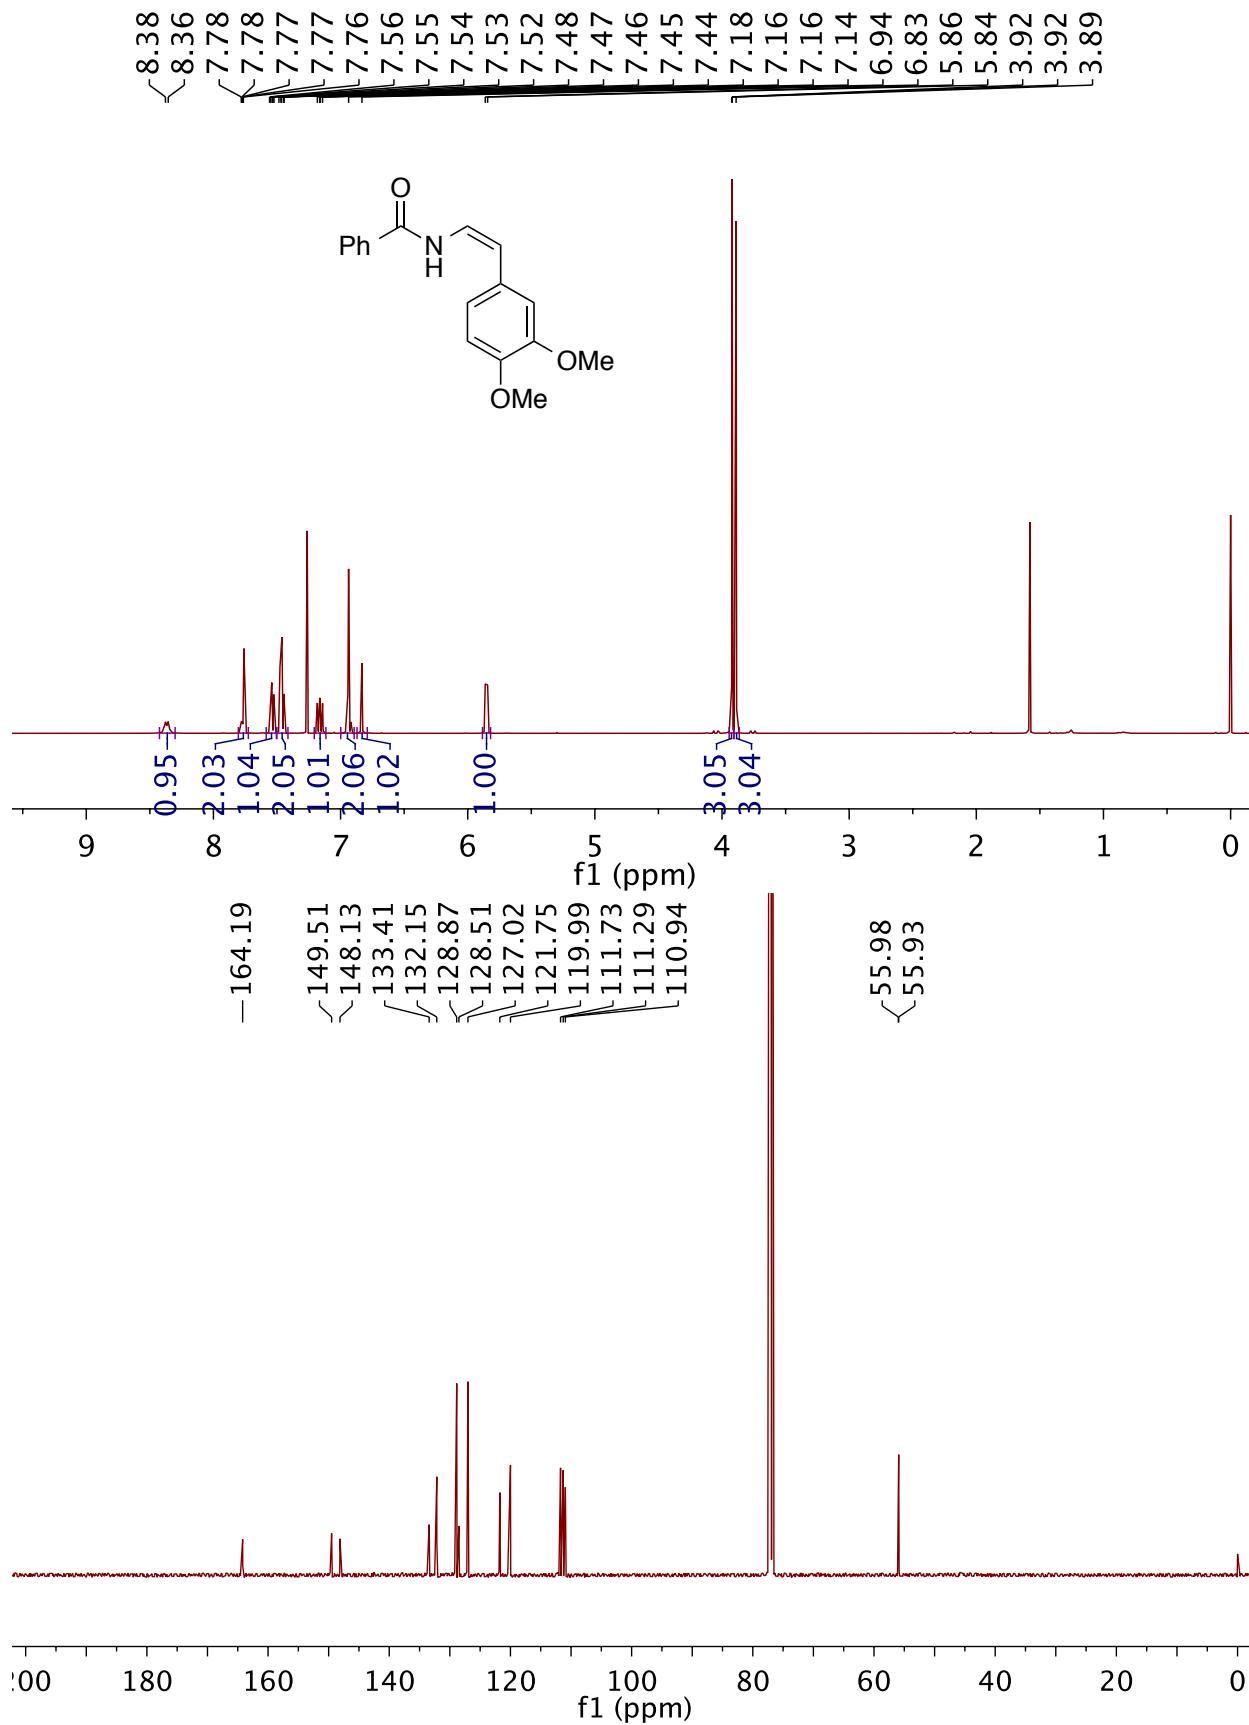 8.38 8.36 7.78 7.78 7.77 7.77 7.76 7.56 7.55 7.54 7.53 7.52 7.48 7.47 7.46 7.45 7.44 7.18 7.16 7.16 7.14 6.94 6.83 5.86 5.84 3.92 3.92 3.89
O
Ph N
H
OMe
OMe
0.95 2.03 1.04 2.05 1.01 2.06 1.02 1.00 3.05 3.04
9 8 7 6 5 4 3 2 1 0
f1 (ppm)
164.19 149.51 148.13 133.41 132.15 128.87 128.51 127.02 121.75 119.99 111.73 111.29 110.94 55.98 55.93
200 180 160 140 120 100 80 60 40 20 0
f1 (ppm)